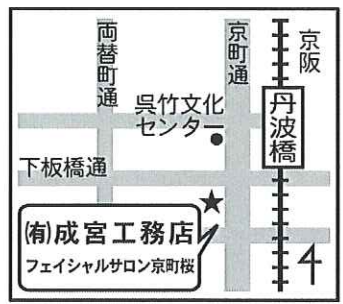 両替町通
京町通
京阪
丹波橋
呉竹文化
センター
下板橋通
㈲成宮工務店
フェイシャルサロン京町桜